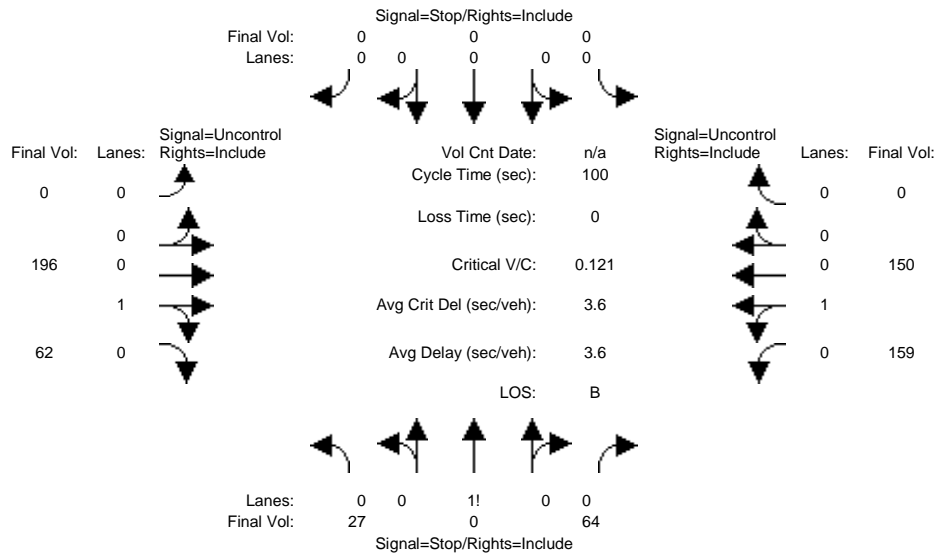 Signal=Stop/Rights=Include
Final Vol: 0 0 0
Lanes: 0 0 0 0 0
Signal=Uncontrol Signal=Uncontrol
Final Vol: Lanes: Rights=Include Vol Cnt Date: n/a Rights=Include Lanes: Final Vol:
Cycle Time (sec): 100
0 0 0 0
Loss Time (sec): 0
0 0
196 0 Critical V/C: 0.121 0 150
1 Avg Crit Del (sec/veh): 3.6 1
62 0 Avg Delay (sec/veh): 3.6 0 159
LOS: B
Lanes: 0 0 1! 0 0
Final Vol: 27 0 64
Signal=Stop/Rights=Include